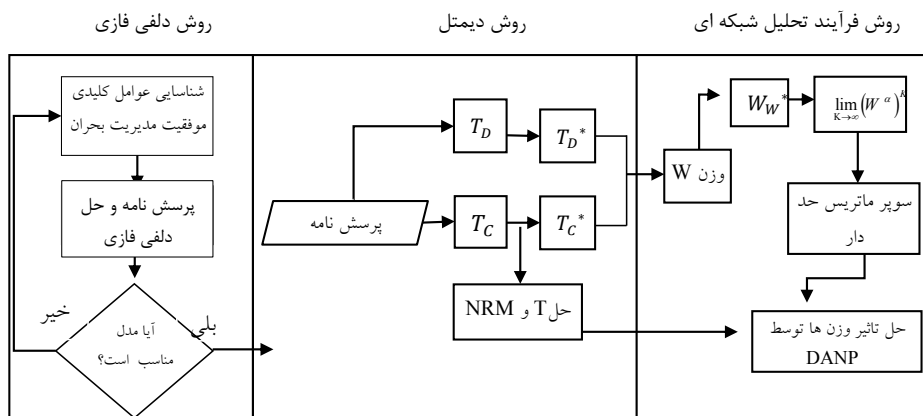 روش فرآیند تحلیل شبکه ای
روش دیمتل
روش دلفی فازی
شناسایی عوامل کلیدی
موفقیت مدیریت بحران
پرسش نامه و حل
دلفی فازی
آیا مدل
مناسب است؟
خیر
بلی
پرسش نامه
T_D
T_D*
T_C
T_C*
حل T و NRM
وزن W
W_W*
lim K→∞ (W^α)^K
سوپر ماتریس حد
دار
حل تاثیر وزن ها توسط
DANP